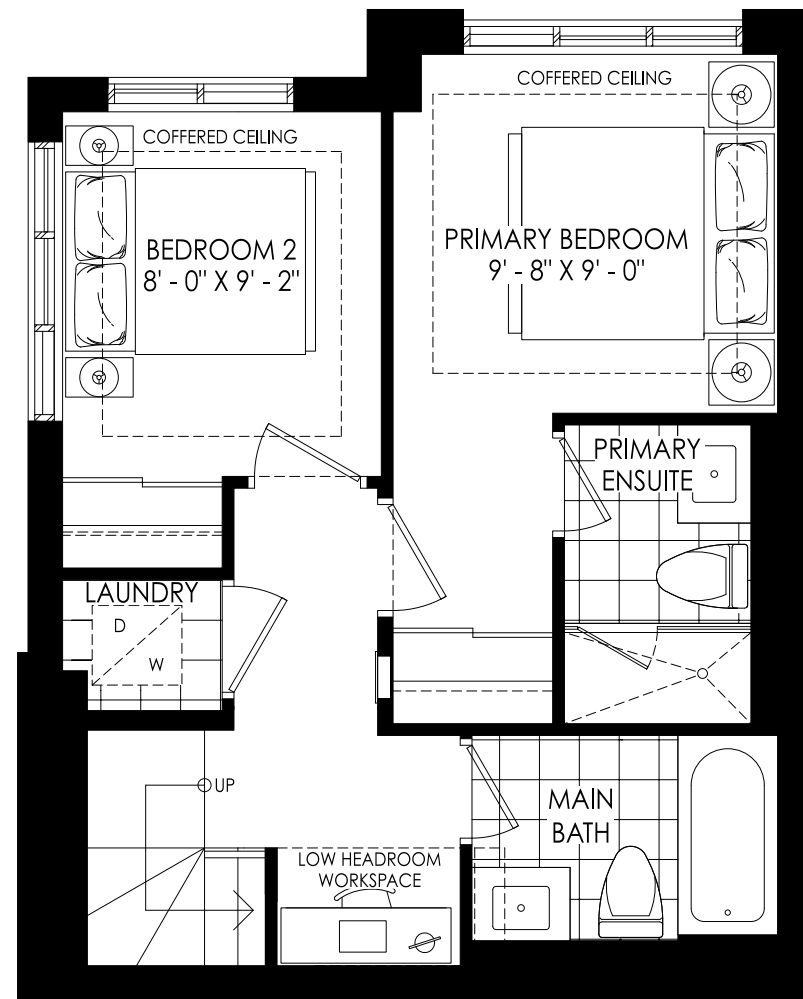 COFFERED CEILING
COFFERED CEILING
BEDROOM 2
8' - 0" X 9' - 2"
PRIMARY BEDROOM
9' - 8" X 9' - 0"
PRIMARY
ENSUITE
LAUNDRY
D
W
UP
MAIN
BATH
LOW HEADROOM
WORKSPACE